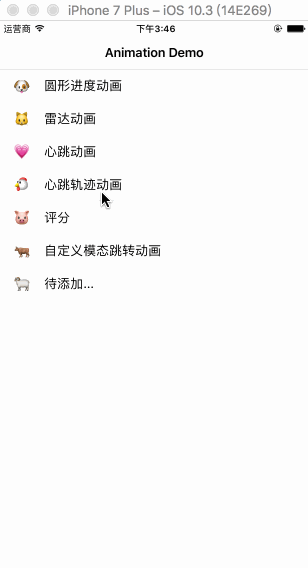 iPhone 7 Plus – iOS 10.3 (14E269)
运营商 下午3:46
Animation Demo
圆形进度动画
雷达动画
心跳动画
心跳轨迹动画
评分
自定义模态跳转动画
待添加...